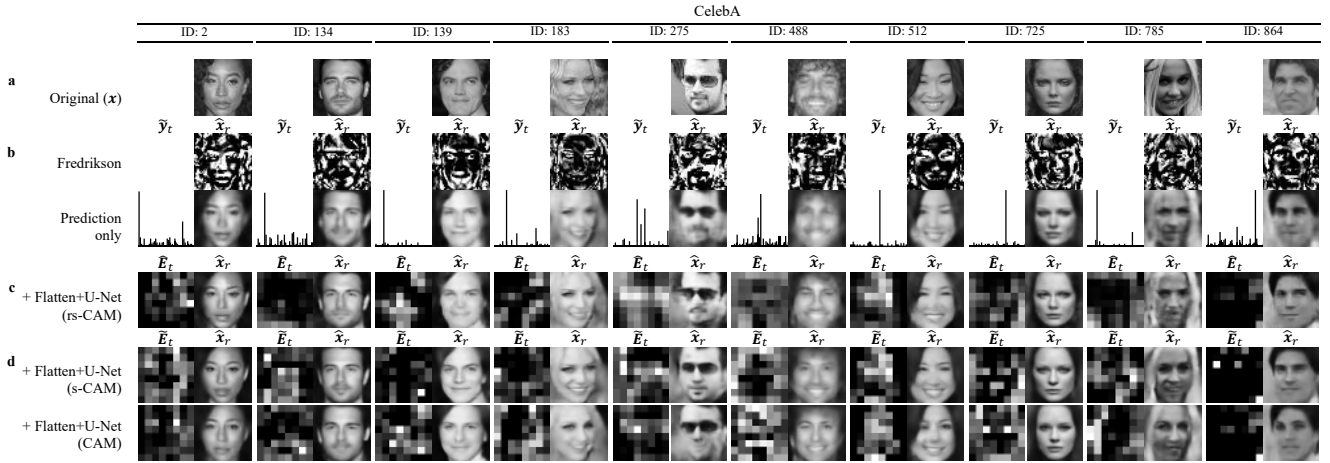 CelebA
ID: 2 ID: 134 ID: 139 ID: 183 ID: 275 ID: 488 ID: 512 ID: 725 ID: 785 ID: 864
a
Original (x)
ỹt x̂r ỹt x̂r ỹt x̂r ỹt x̂r ỹt x̂r ỹt x̂r ỹt x̂r ỹt x̂r ỹt x̂r ỹt x̂r
b Fredrikson
Prediction
only
Êt x̂r Êt x̂r Êt x̂r Êt x̂r Êt x̂r Êt x̂r Êt x̂r Êt x̂r Êt x̂r Êt x̂r
c + Flatten+U-Net
(rs-CAM)
Ẽt x̂r Ẽt x̂r Ẽt x̂r Ẽt x̂r Ẽt x̂r Ẽt x̂r Ẽt x̂r Ẽt x̂r Ẽt x̂r Ẽt x̂r
d + Flatten+U-Net
(s-CAM)
+ Flatten+U-Net
(CAM)